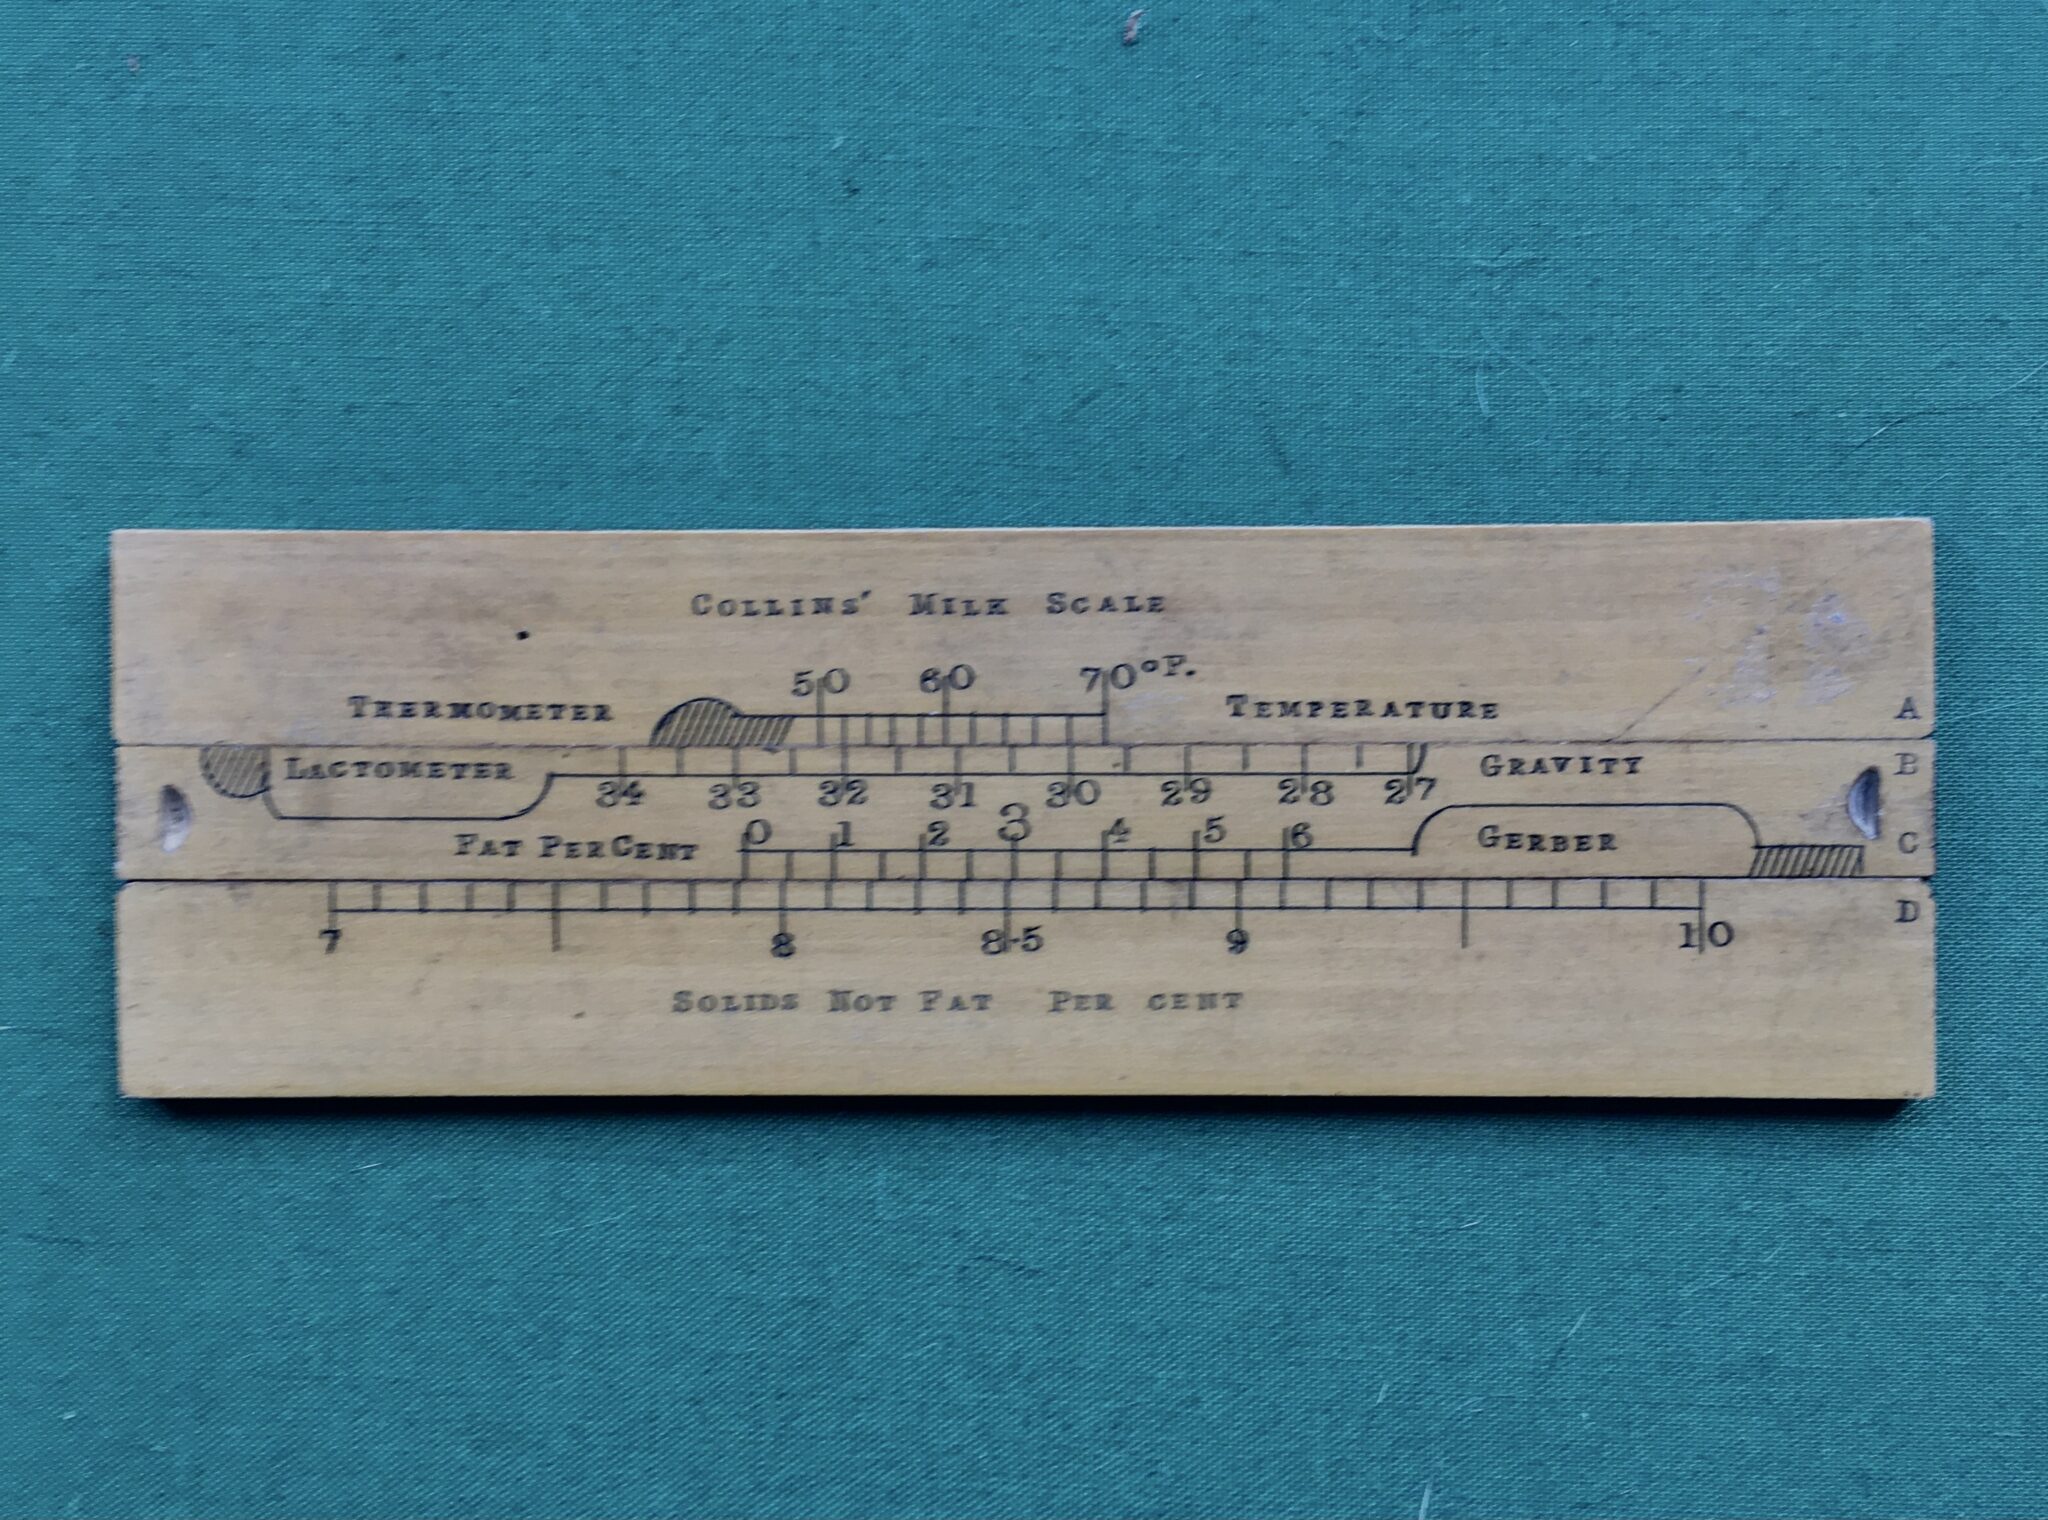 COLLINS' MILK SCALE
50 60 70°F.
THERMOMETER TEMPERATURE A
LACTOMETER GRAVITY B
34 33 32 31 30 29 28 27
0 1 2 3 4 5 6
FAT PER CENT GERBER C
D
7 8 8·5 9 10
SOLIDS NOT FAT PER CENT